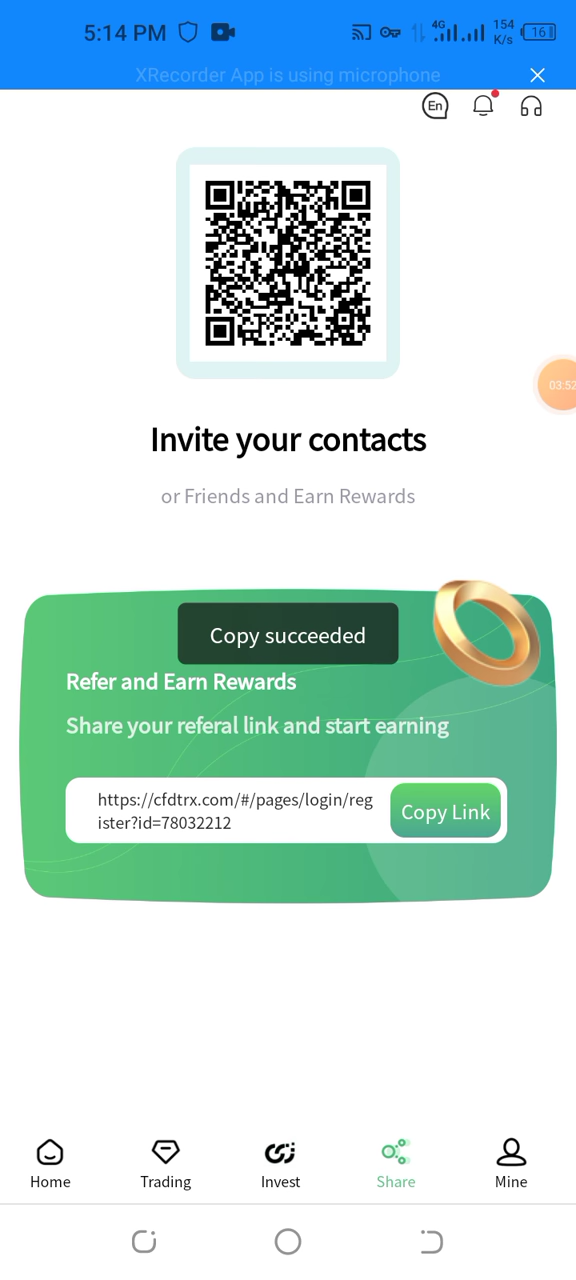 5:14 PM
4G
154
K/s
16
XRecorder App is using microphone
En
03:52
Invite your contacts
or Friends and Earn Rewards
Copy succeeded
Refer and Earn Rewards
Share your referal link and start earning
https://cfdtrx.com/#/pages/login/reg
ister?id=78032212
Copy Link
Home
Trading
Invest
Share
Mine